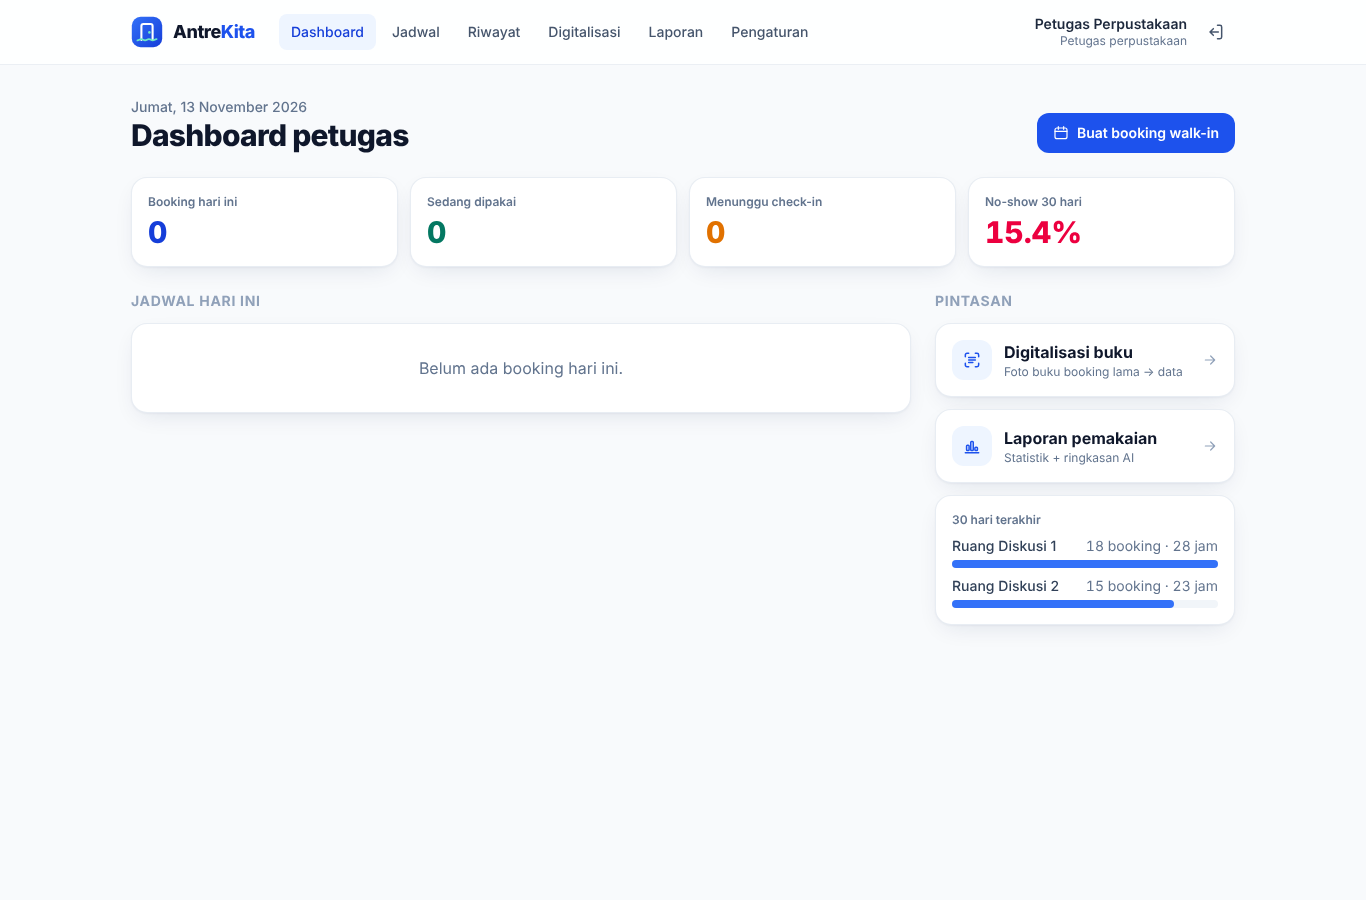 AntreKita
Dashboard
Jadwal
Riwayat
Digitalisasi
Laporan
Pengaturan
Petugas Perpustakaan
Petugas perpustakaan
Jumat, 13 November 2026
Dashboard petugas
Buat booking walk-in
Booking hari ini
0
Sedang dipakai
0
Menunggu check-in
0
No-show 30 hari
15.4%
JADWAL HARI INI
Belum ada booking hari ini.
PINTASAN
Digitalisasi buku
Foto buku booking lama → data
Laporan pemakaian
Statistik + ringkasan AI
30 hari terakhir
Ruang Diskusi 1 18 booking · 28 jam
Ruang Diskusi 2 15 booking · 23 jam